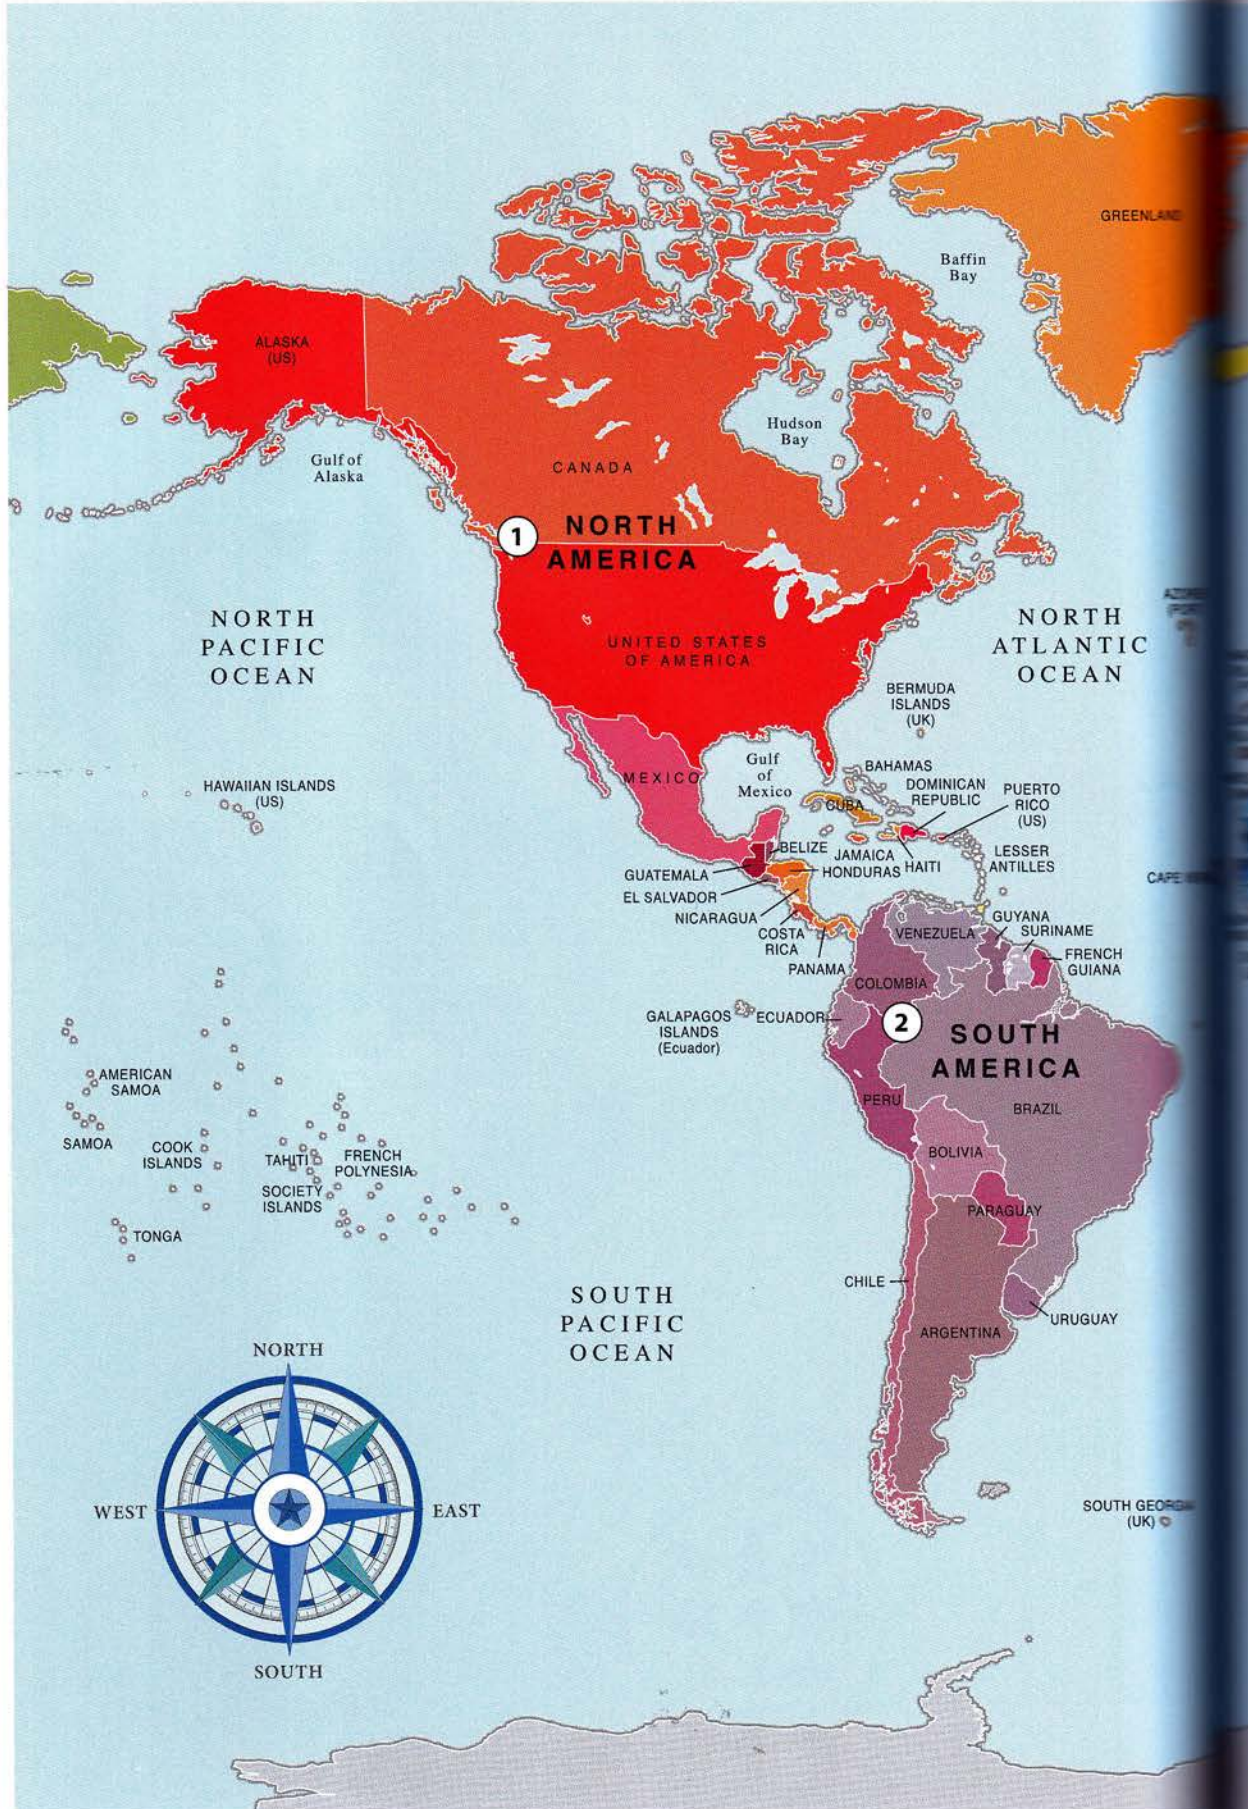 GREENLAND
Baffin
Bay
ALASKA
(US)
Hudson
Bay
Gulf of
Alaska
CANADA
1
NORTH
AMERICA
NORTH
PACIFIC
OCEAN
UNITED STATES
OF AMERICA
NORTH
ATLANTIC
OCEAN
BERMUDA
ISLANDS
(UK)
HAWAIIAN ISLANDS
(US)
MEXICO
Gulf
of
Mexico
BAHAMAS
CUBA
DOMINICAN
REPUBLIC
PUERTO
RICO
(US)
BELIZE
JAMAICA
HAITI
LESSER
ANTILLES
GUATEMALA
HONDURAS
EL SALVADOR
NICARAGUA
COSTA
RICA
PANAMA
CAPE
VENEZUELA
GUYANA
SURINAME
FRENCH
GUIANA
COLOMBIA
GALAPAGOS
ISLANDS
(Ecuador)
ECUADOR
2
SOUTH
AMERICA
AMERICAN
SAMOA
PERU
BRAZIL
SAMOA
COOK
ISLANDS
TAHITI
FRENCH
POLYNESIA
SOCIETY
ISLANDS
BOLIVIA
PARAGUAY
TONGA
CHILE
SOUTH
PACIFIC
OCEAN
ARGENTINA
URUGUAY
NORTH
WEST
EAST
SOUTH
SOUTH GEORGIA
(UK)